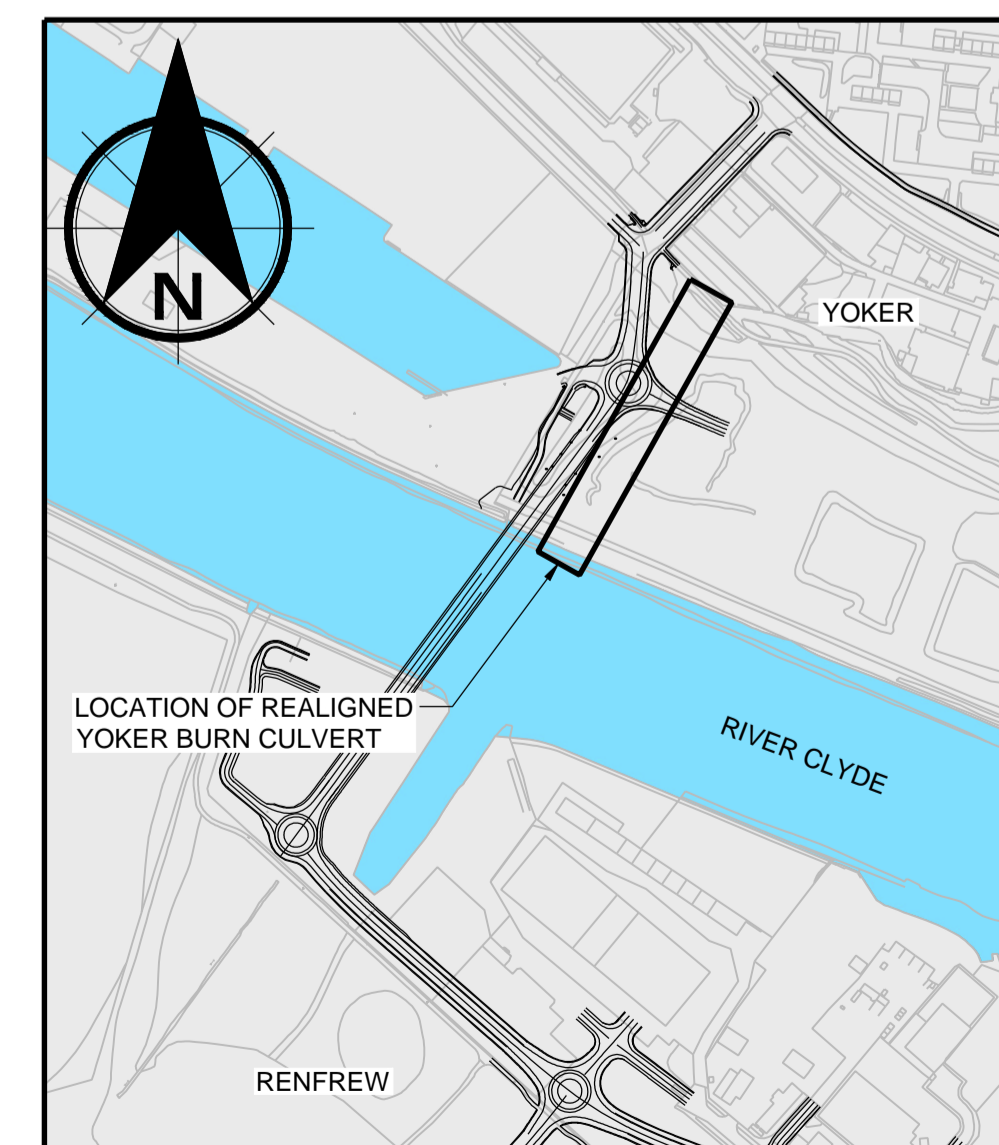 N
YOKER
LOCATION OF REALIGNED
YOKER BURN CULVERT
RIVER CLYDE
RENFREW